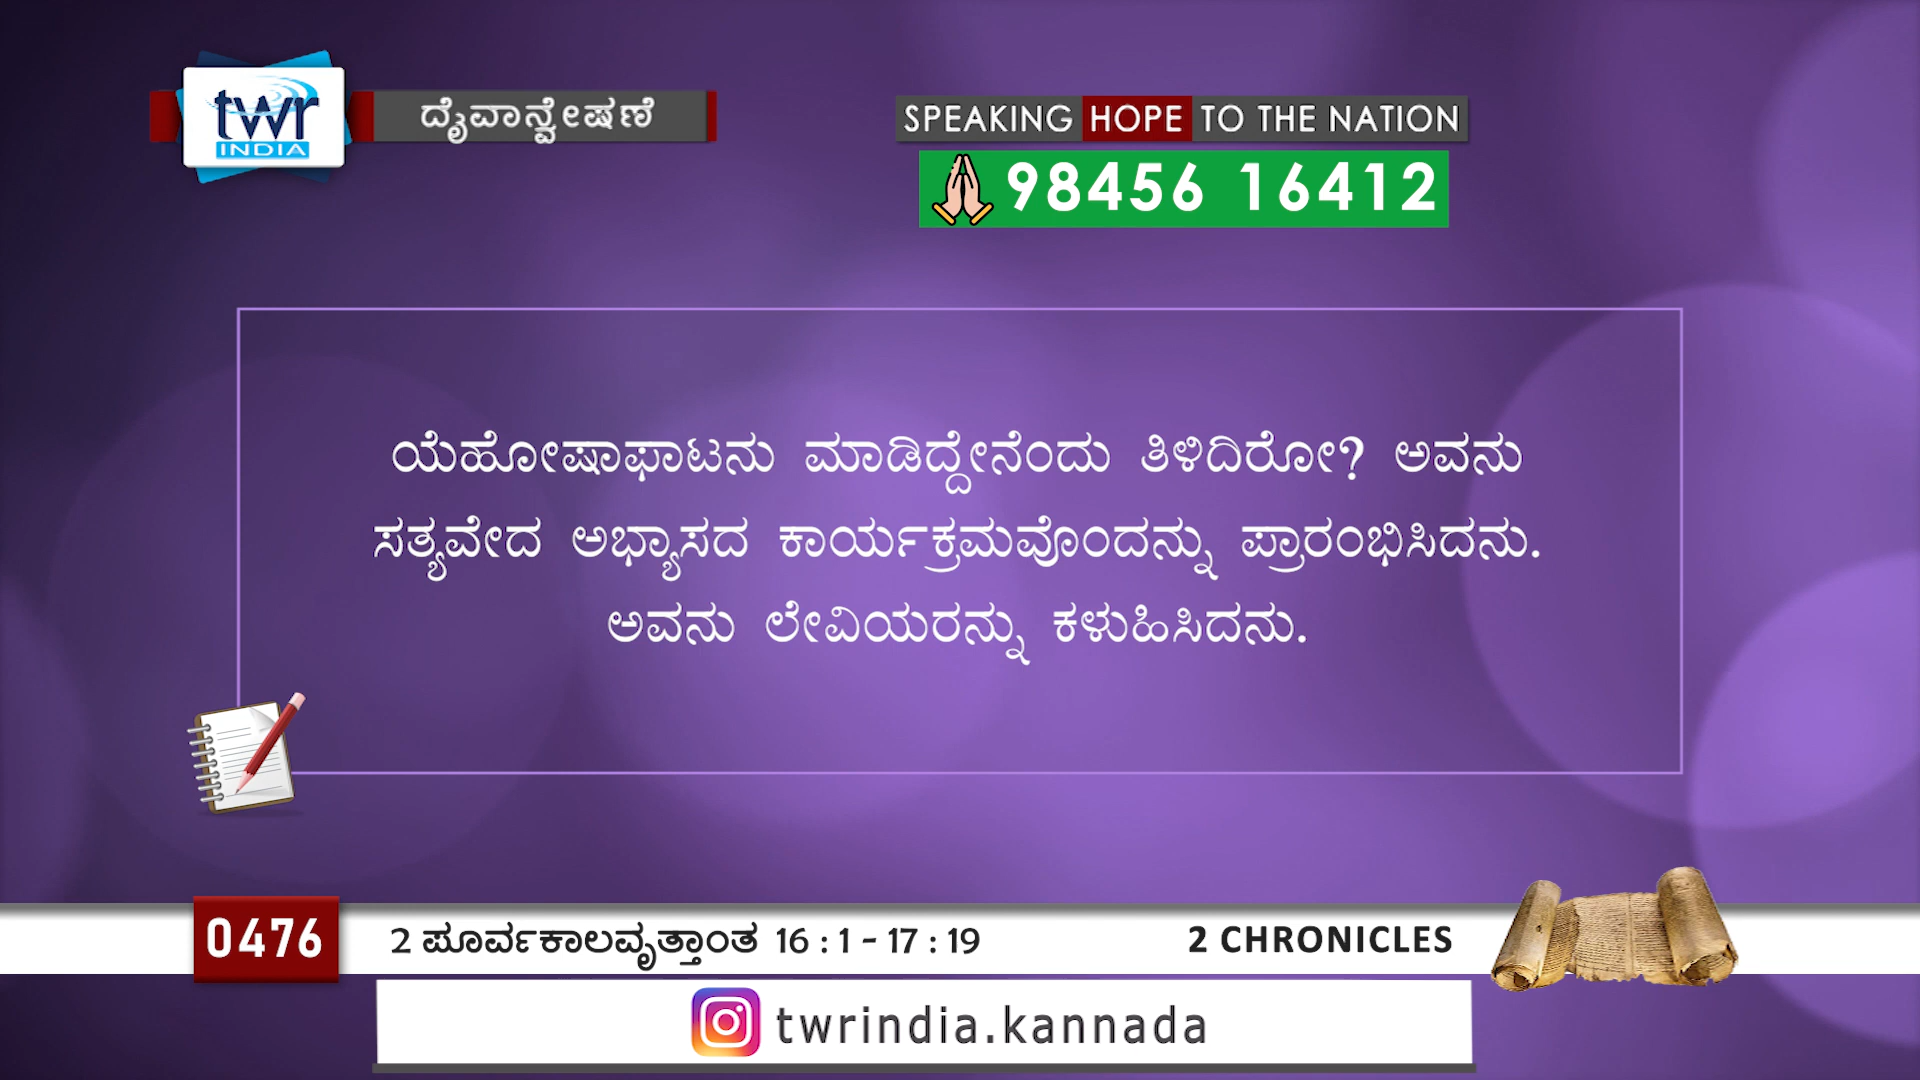 twr
INDIA
ದೈವಾನ್ವೇಷಣೆ
SPEAKING HOPE TO THE NATION
98456 16412
ಯೆಹೋಷಾಫಾಟನು ಮಾಡಿದ್ದೇನೆಂದು ತಿಳಿದಿರೋ? ಅವನು
ಸತ್ಯವೇದ ಅಭ್ಯಾಸದ ಕಾರ್ಯಕ್ರಮವೊಂದನ್ನು ಪ್ರಾರಂಭಿಸಿದನು.
ಅವನು ಲೇವಿಯರನ್ನು ಕಳುಹಿಸಿದನು.
0476
2 ಪೂರ್ವಕಾಲವೃತ್ತಾಂತ 16 : 1 - 17 : 19
2 CHRONICLES
twrindia.kannada